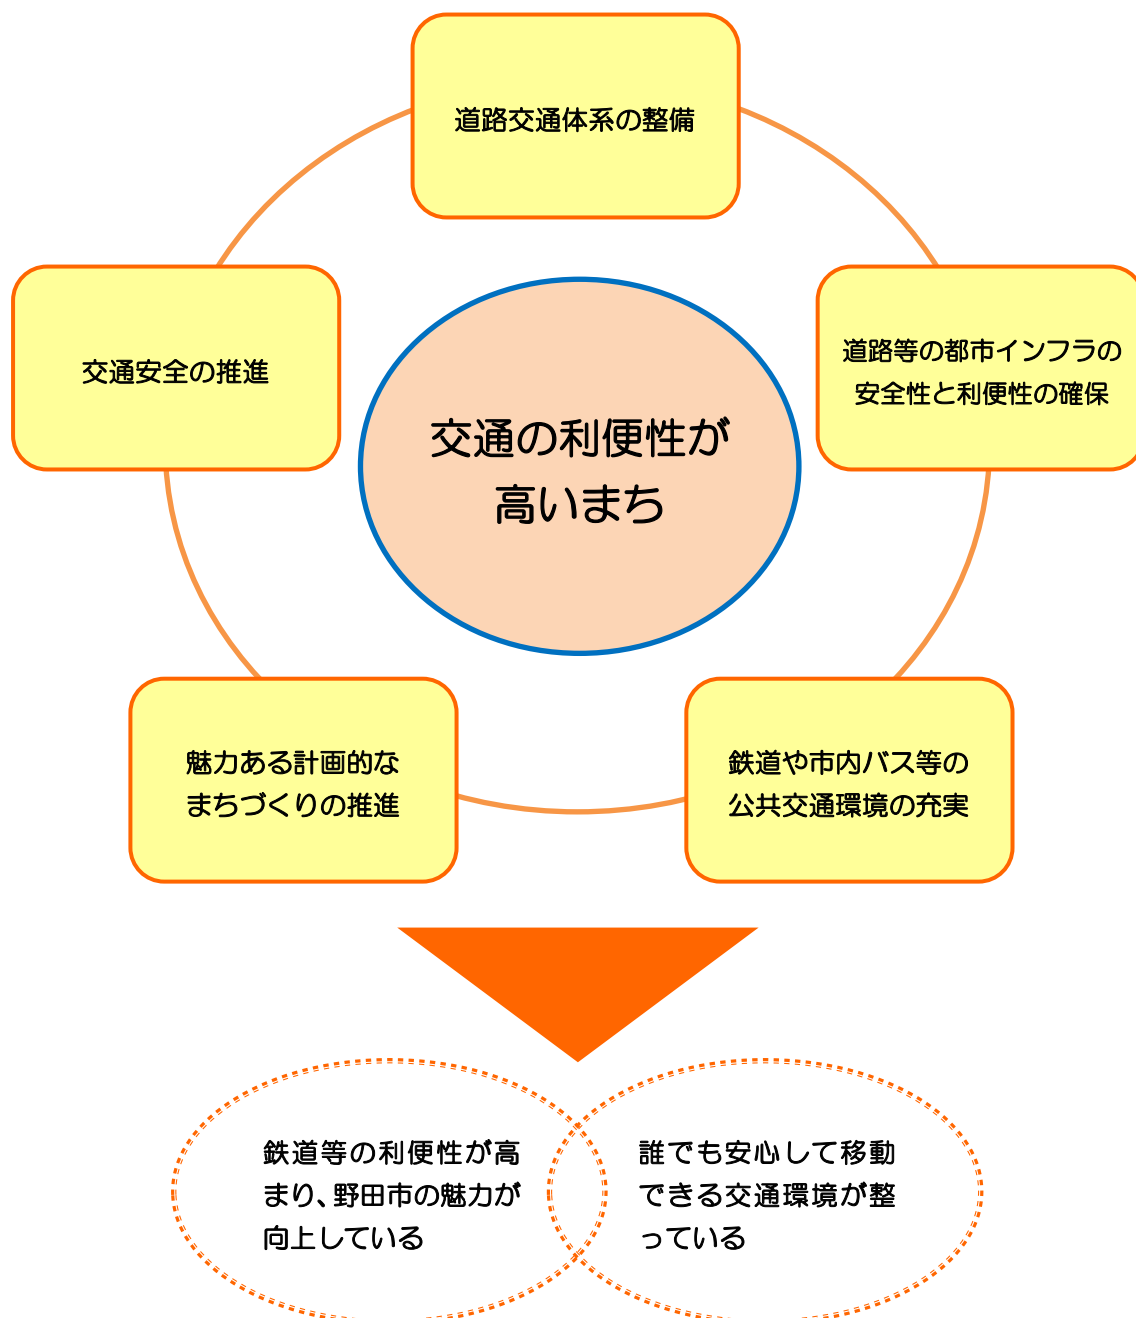 道路交通体系の整備
交通安全の推進
道路等の都市インフラの
安全性と利便性の確保
交通の利便性が
高いまち
魅力ある計画的な
まちづくりの推進
鉄道や市内バス等の
公共交通環境の充実
鉄道等の利便性が高
まり、野田市の魅力が
向上している
誰でも安心して移動
できる交通環境が整
っている